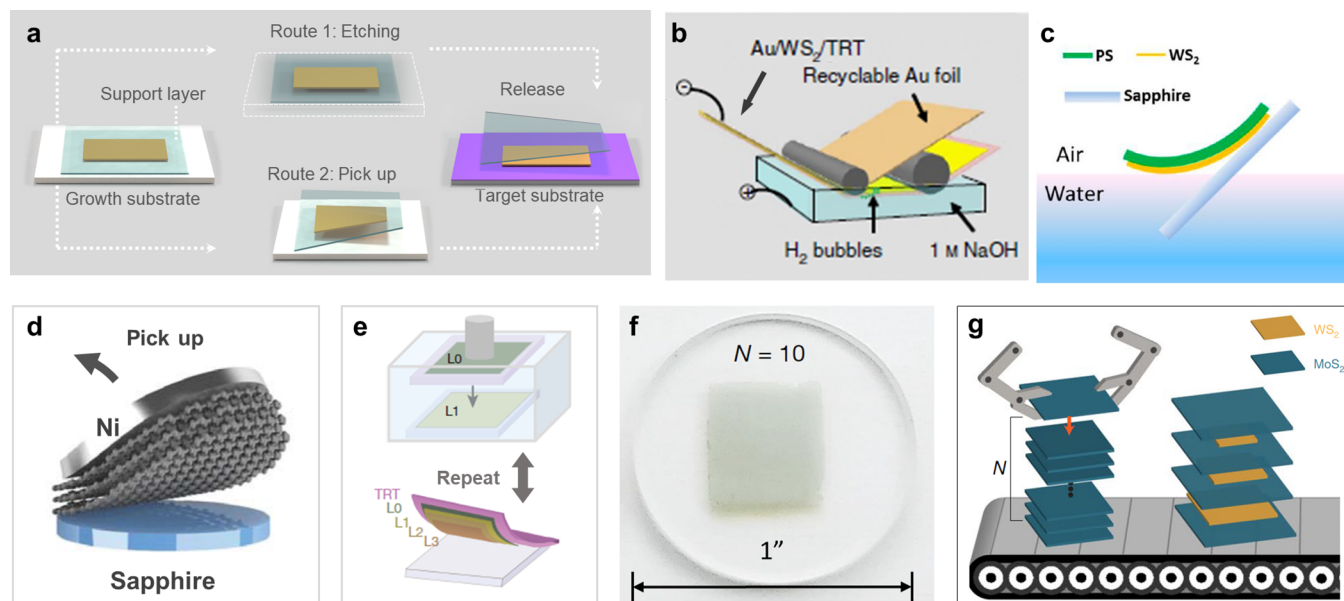 a
Route 1: Etching
Support layer
Release
Growth substrate
Route 2: Pick up
Target substrate
b
Au/WS₂/TRT
Recyclable Au foil
H₂ bubbles
1 M NaOH
c
PS
WS₂
Sapphire
Air
Water
d
Pick up
Ni
Sapphire
e
L0
L1
Repeat
TRT
L0
L1
L2
L3
f
N = 10
1”
g
WS₂
MoS₂
N